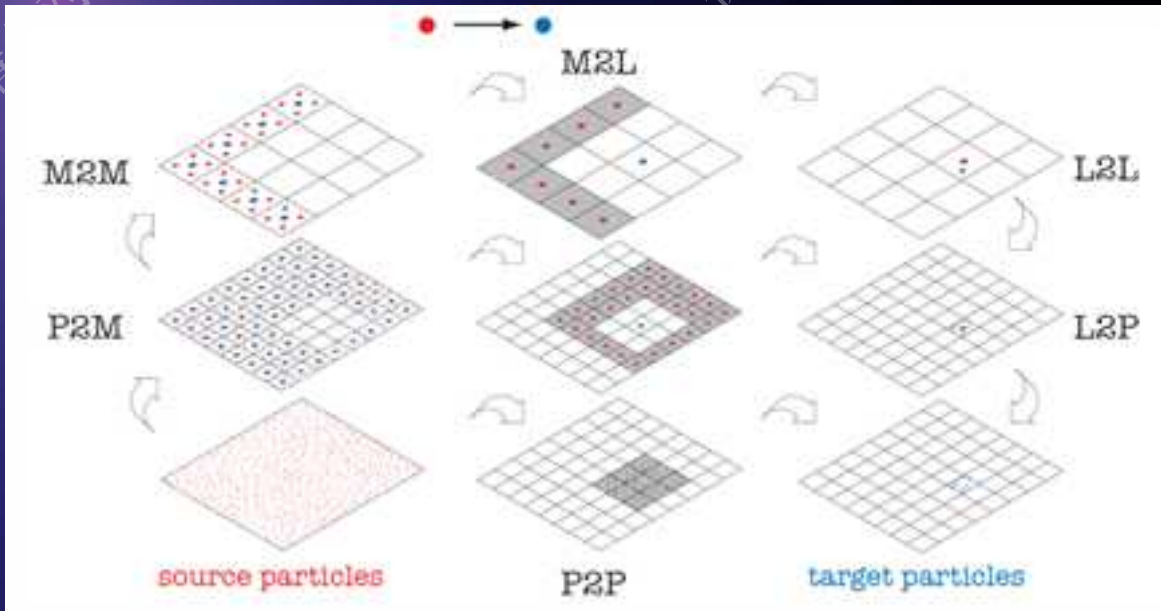 M2L
M2M
L2L
P2M
L2P
source particles
P2P
target particles